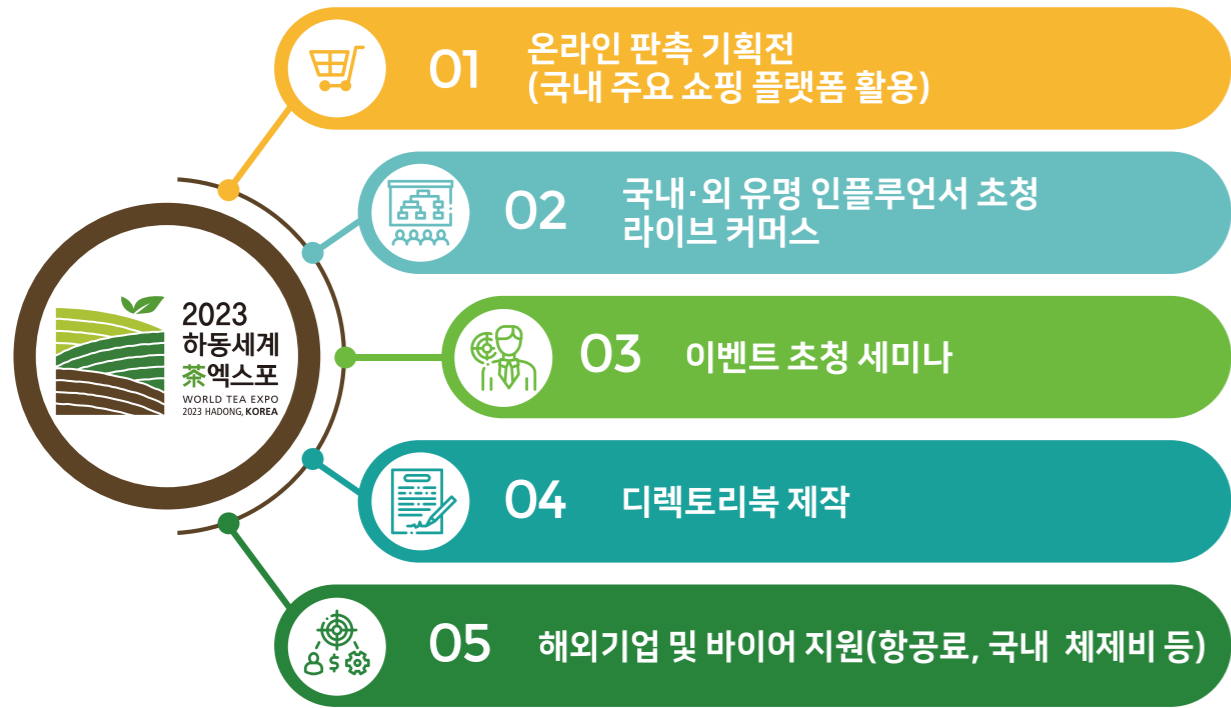 2023
하동세계
茶엑스포
WORLD TEA EXPO
2023 HADONG, KOREA
01
온라인 판촉 기획전
(국내 주요 쇼핑 플랫폼 활용)
02
국내·외 유명 인플루언서 초청
라이브 커머스
03 이벤트 초청 세미나
04 디렉토리북 제작
05 해외기업 및 바이어 지원(항공료, 국내 체제비 등)
$